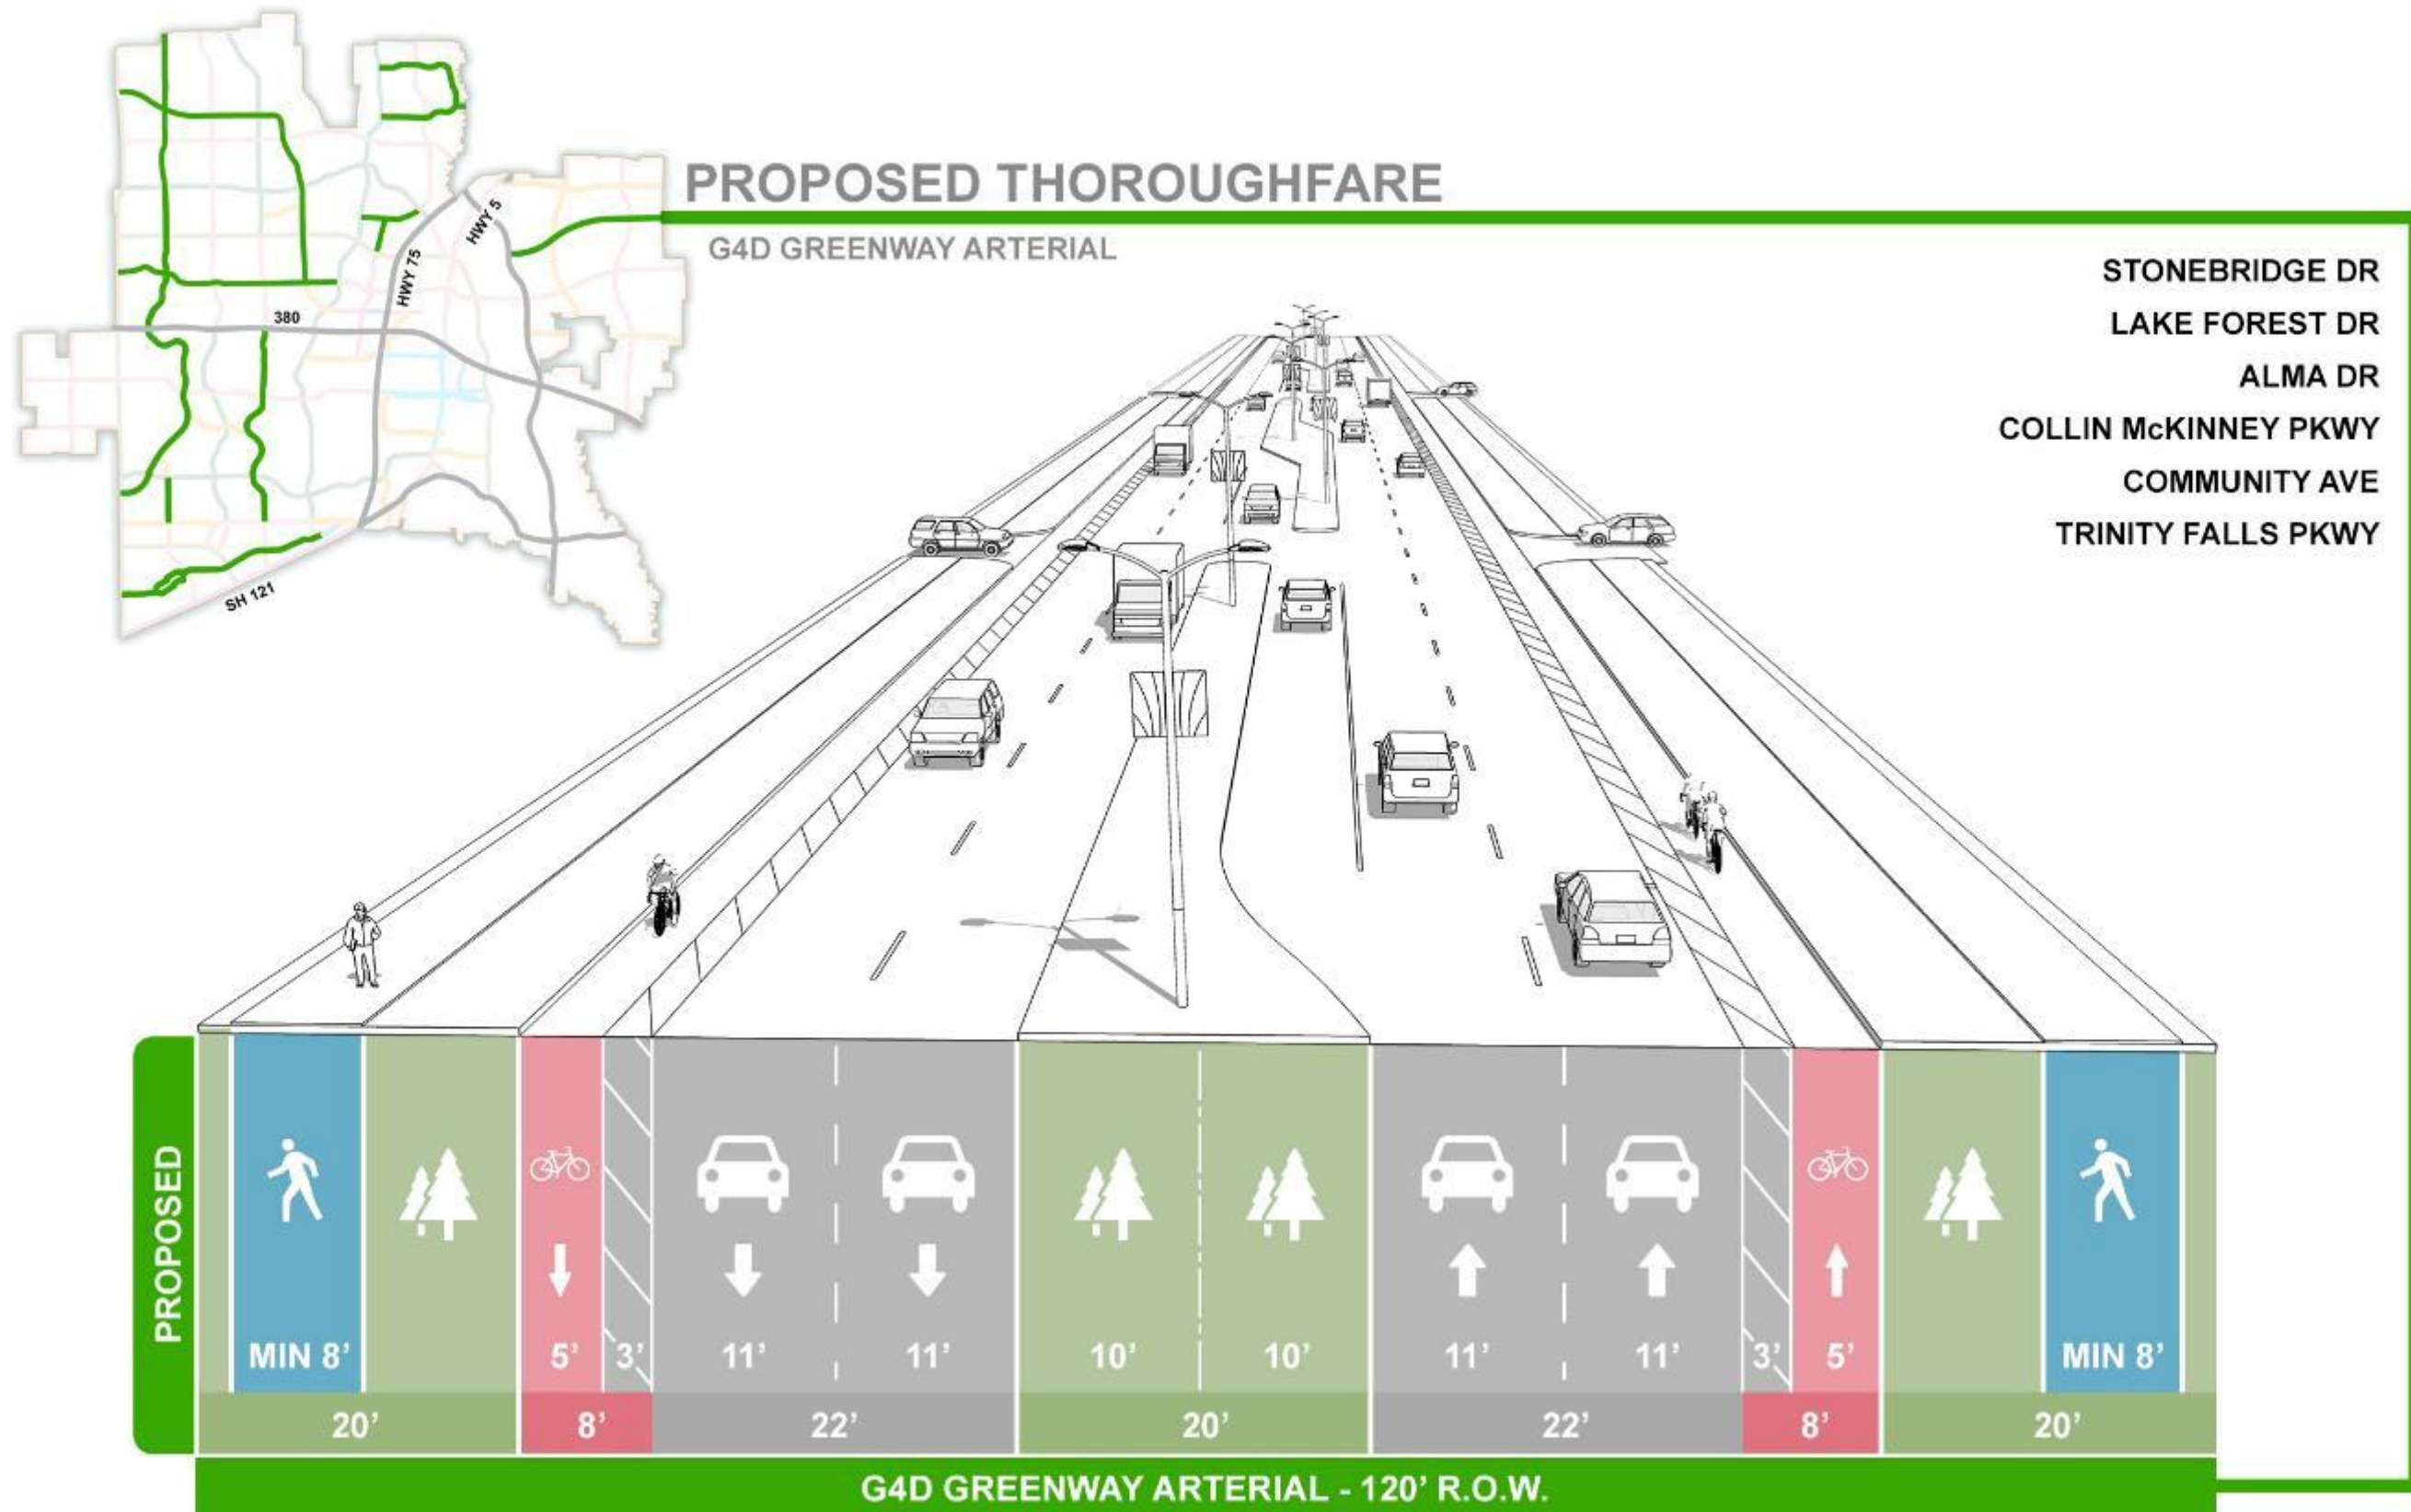 PROPOSED THOROUGHFARE
G4D GREENWAY ARTERIAL
HWY 5
HWY 75
380
SH 121
STONEBRIDGE DR
LAKE FOREST DR
ALMA DR
COLLIN McKINNEY PKWY
COMMUNITY AVE
TRINITY FALLS PKWY
PROPOSED
MIN 8' 5' 3' 11' 11' 10' 10' 11' 11' 3' 5' MIN 8'
20' 8' 22' 20' 22' 8' 20'
G4D GREENWAY ARTERIAL - 120' R.O.W.